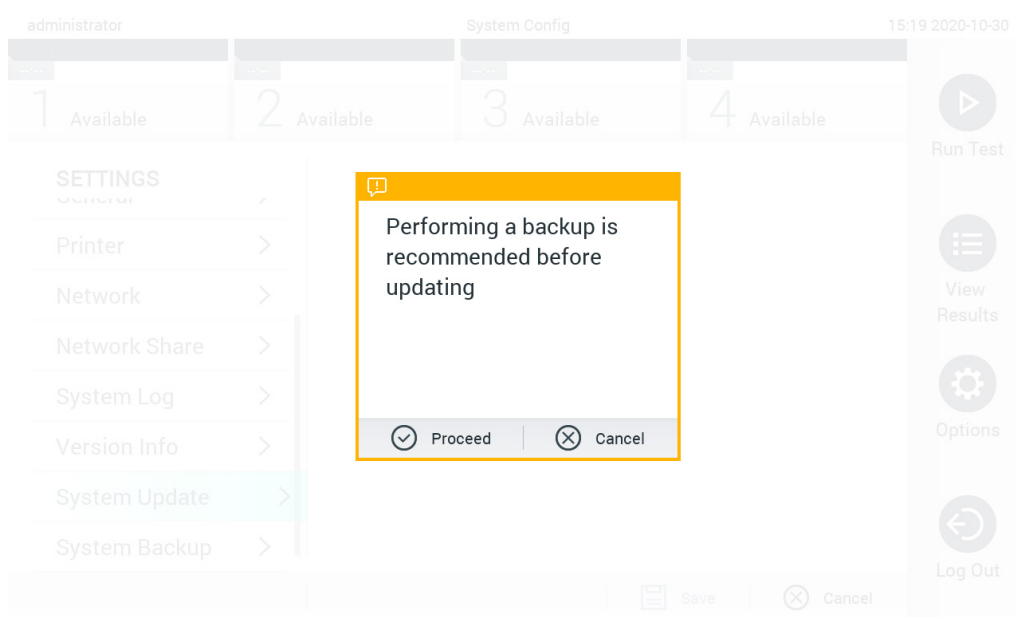 administrator System Config 15:19 2020-10-30
--:-- --:-- --:-- --:--
1 Available 2 Available 3 Available 4 Available
Run Test
SETTINGS
General
Printer
Network
Network Share
System Log
Version Info
System Update
System Backup
Performing a backup is
recommended before
updating
Proceed Cancel
View
Results
Options
Log Out
Save Cancel